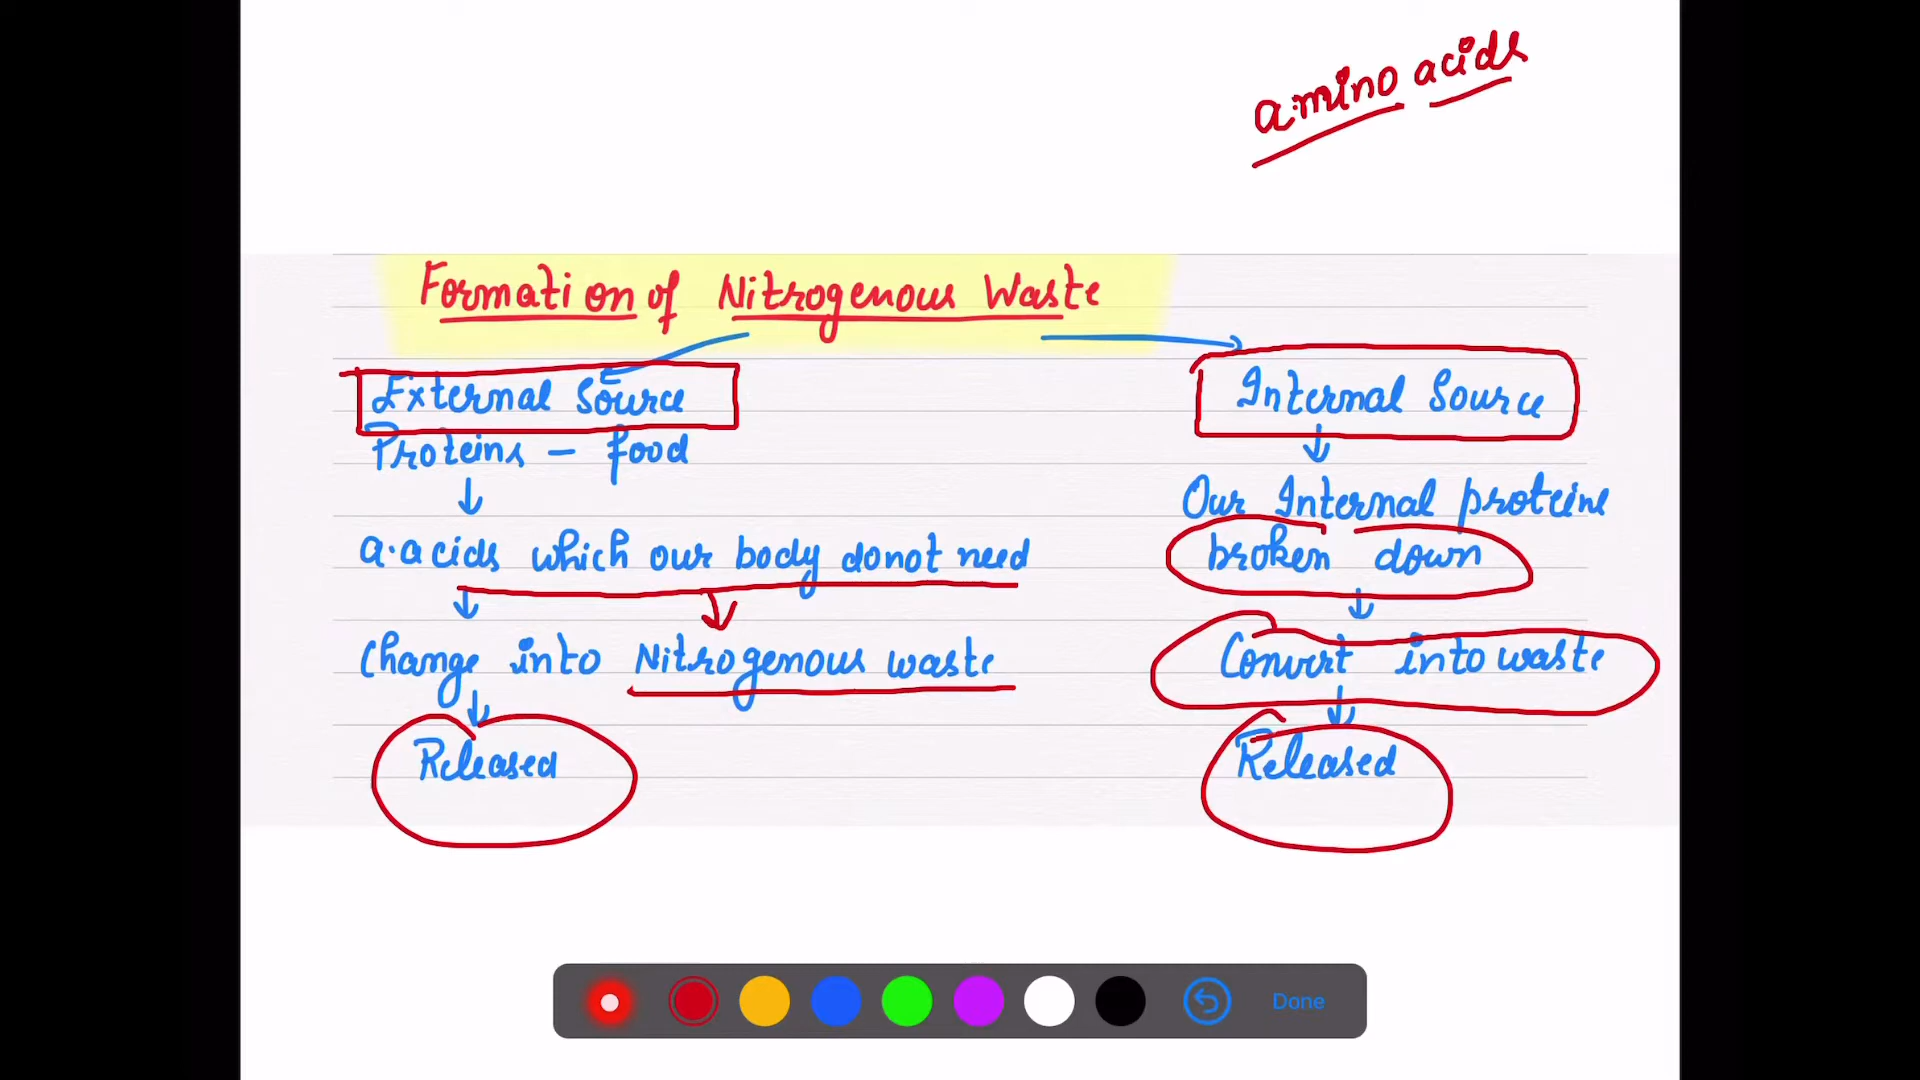 amino acids
Formation of Nitrogenous Waste
External Source
Proteins - food
a.acids which our body donot need
Change into Nitrogenous waste
Released
Internal Source
Our Internal proteins
broken down
Convert into waste
Released
Done